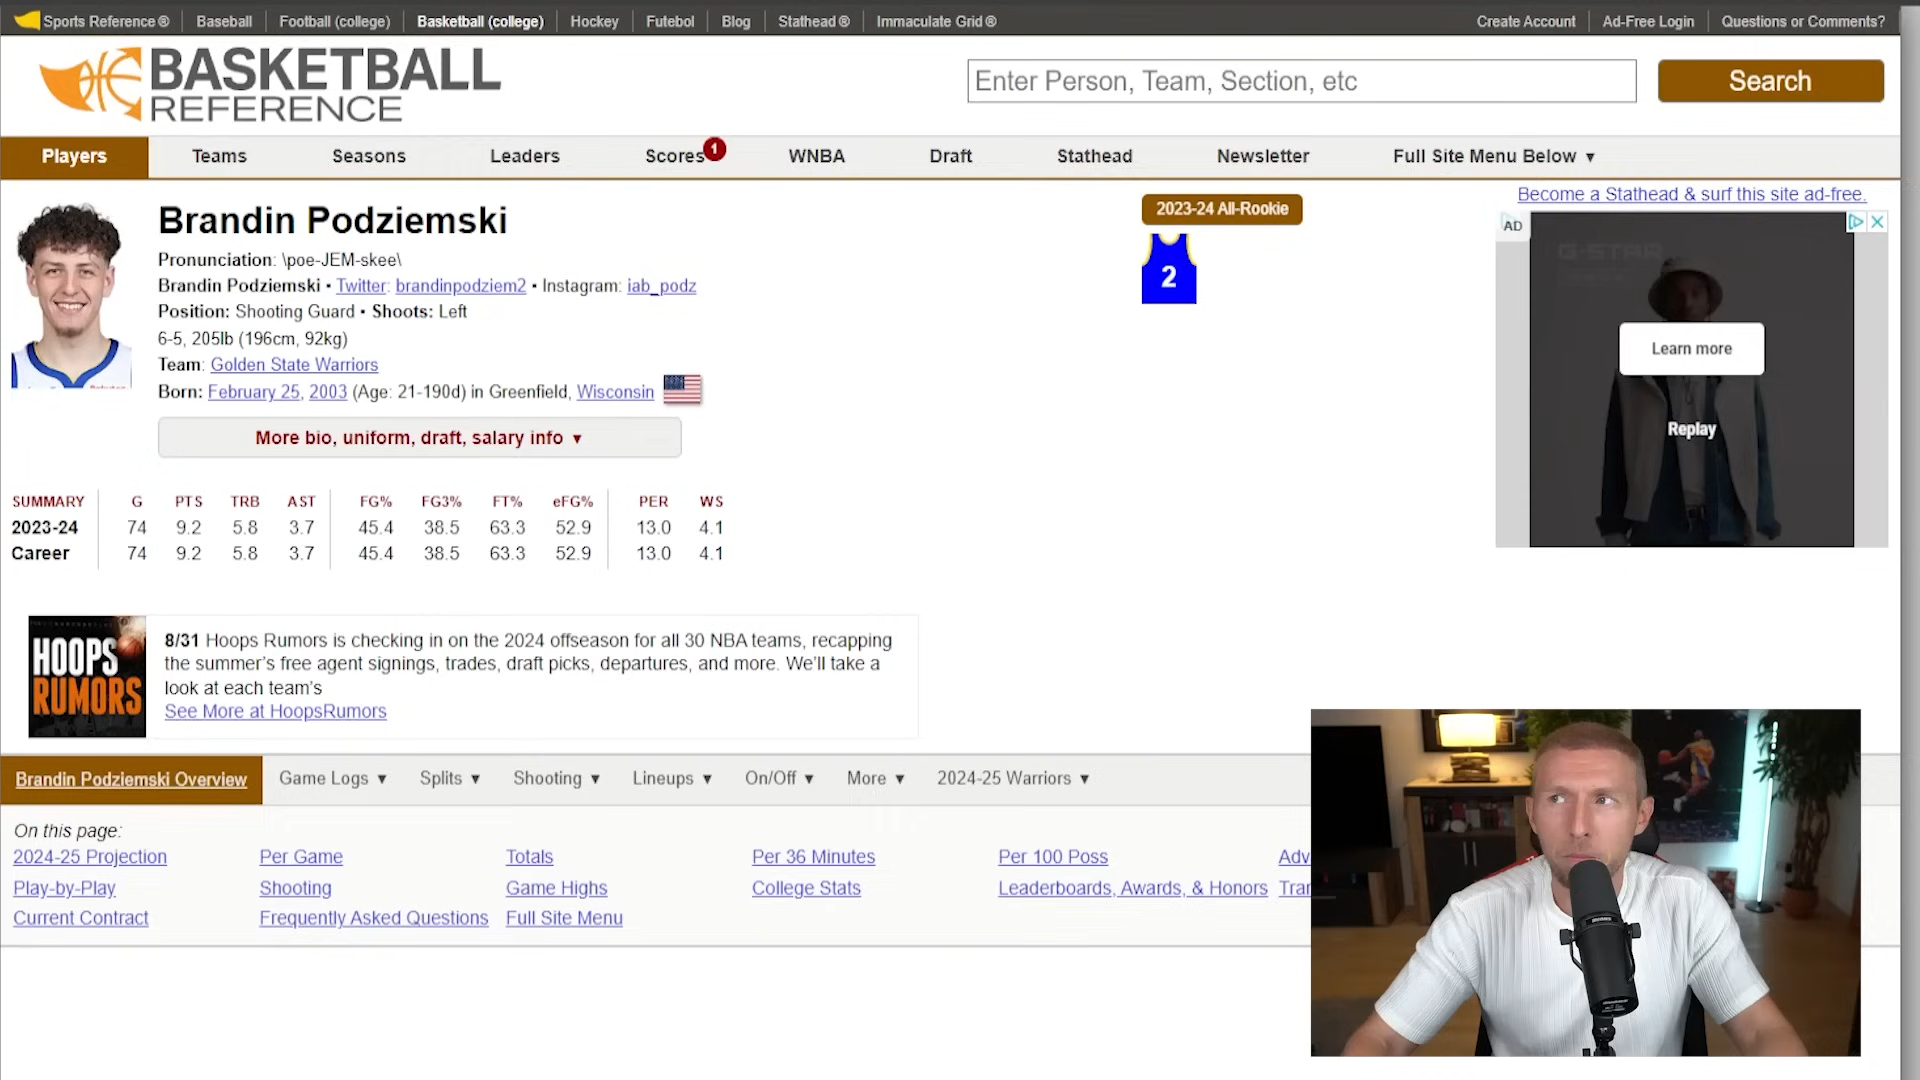 Sports Reference ®
Baseball
Football (college)
Basketball (college)
Hockey
Futebol
Blog
Stathead ®
Immaculate Grid ®
Create Account
Ad-Free Login
Questions or Comments?
BASKETBALL
REFERENCE
Enter Person, Team, Section, etc
Search
Players
Teams
Seasons
Leaders
Scores 1
WNBA
Draft
Stathead
Newsletter
Full Site Menu Below ▼
Become a Stathead & surf this site ad-free.
Brandin Podziemski
Pronunciation: \poe-JEM-skee\
Brandin Podziemski ▪ Twitter: brandinpodziem2 ▪ Instagram: iab_podz
Position: Shooting Guard ▪ Shoots: Left
6-5, 205lb (196cm, 92kg)
Team: Golden State Warriors
Born: February 25, 2003 (Age: 21-190d) in Greenfield, Wisconsin
More bio, uniform, draft, salary info ▼
2023-24 All-Rookie
2
AD
G-STAR
Learn more
Replay
SUMMARY G PTS TRB AST FG% FG3% FT% eFG% PER WS
2023-24 74 9.2 5.8 3.7 45.4 38.5 63.3 52.9 13.0 4.1
Career 74 9.2 5.8 3.7 45.4 38.5 63.3 52.9 13.0 4.1
HOOPS
RUMORS
8/31 Hoops Rumors is checking in on the 2024 offseason for all 30 NBA teams, recapping
the summer's free agent signings, trades, draft picks, departures, and more. We'll take a
look at each team's
See More at HoopsRumors
Brandin Podziemski Overview
Game Logs ▼
Splits ▼
Shooting ▼
Lineups ▼
On/Off ▼
More ▼
2024-25 Warriors ▼
On this page:
2024-25 Projection Per Game Totals Per 36 Minutes Per 100 Poss Adv
Play-by-Play Shooting Game Highs College Stats Leaderboards, Awards, & Honors Tran
Current Contract Frequently Asked Questions Full Site Menu